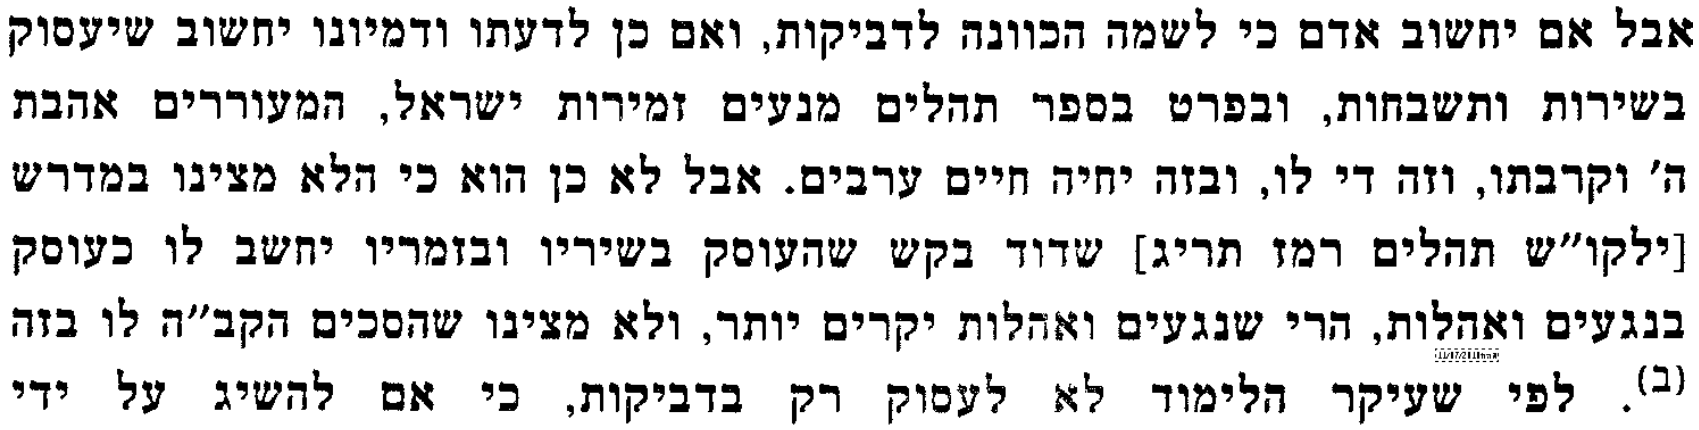 אבל אם יחשוב אדם כי לשמה הכוונה לדביקות, ואם כן לדעתו ודמיונו יחשוב שיעסוק
בשירות ותשבחות, ובפרט בספר תהלים מנעים זמירות ישראל, המעוררים אהבת
ה׳ וקרבתו, וזה די לו, ובזה יחיה חיים ערבים. אבל לא כן הוא כי הלא מצינו במדרש
[ילקו״ש תהלים רמז תריג] שדוד בקש שהעוסק בשיריו ובזמריו יחשב לו כעוסק
בנגעים ואהלות, הרי שנגעים ואהלות יקרים יותר, ולא מצינו שהסכים הקב״ה לו בזה
(ב). לפי שעיקר הלימוד לא לעסוק רק בדביקות, כי אם להשיג על ידי